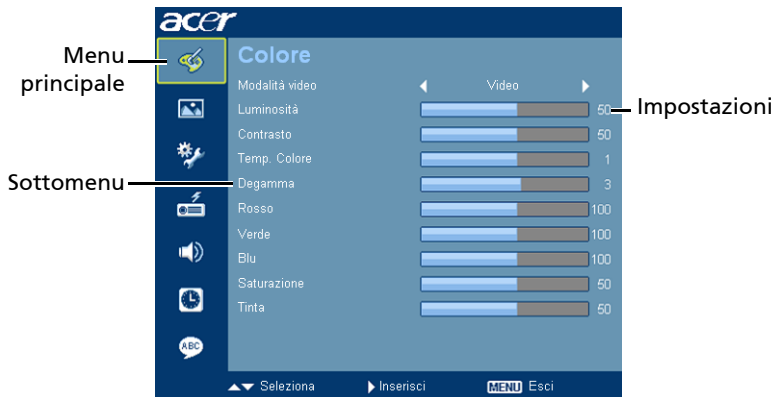 acer
Menu principale
Colore
Modalità video Video
Luminosità 50
Impostazioni
Contrasto 50
Temp. Colore 1
Sottomenu
Degamma 3
Rosso 100
Verde 100
Blu 100
Saturazione 50
Tinta 50
ABC
Seleziona Inserisci MENU Esci